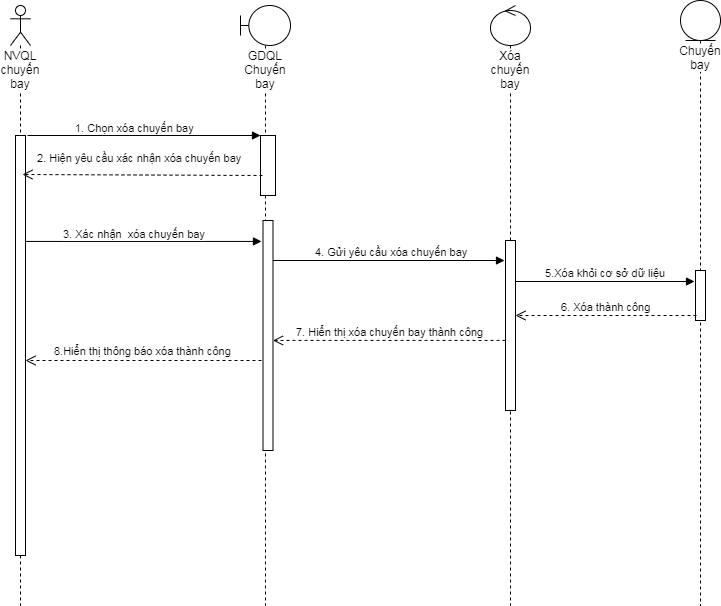 NVQL
chuyến
bay
GDQL
Chuyến
bay
Xóa
chuyến
bay
Chuyến
bay
1. Chọn xóa chuyến bay
2. Hiện yêu cầu xác nhận xóa chuyến bay
3. Xác nhận xóa chuyến bay
4. Gửi yêu cầu xóa chuyến bay
5.Xóa khỏi cơ sở dữ liệu
6. Xóa thành công
7. Hiển thị xóa chuyến bay thành công
8.Hiển thị thông báo xóa thành công